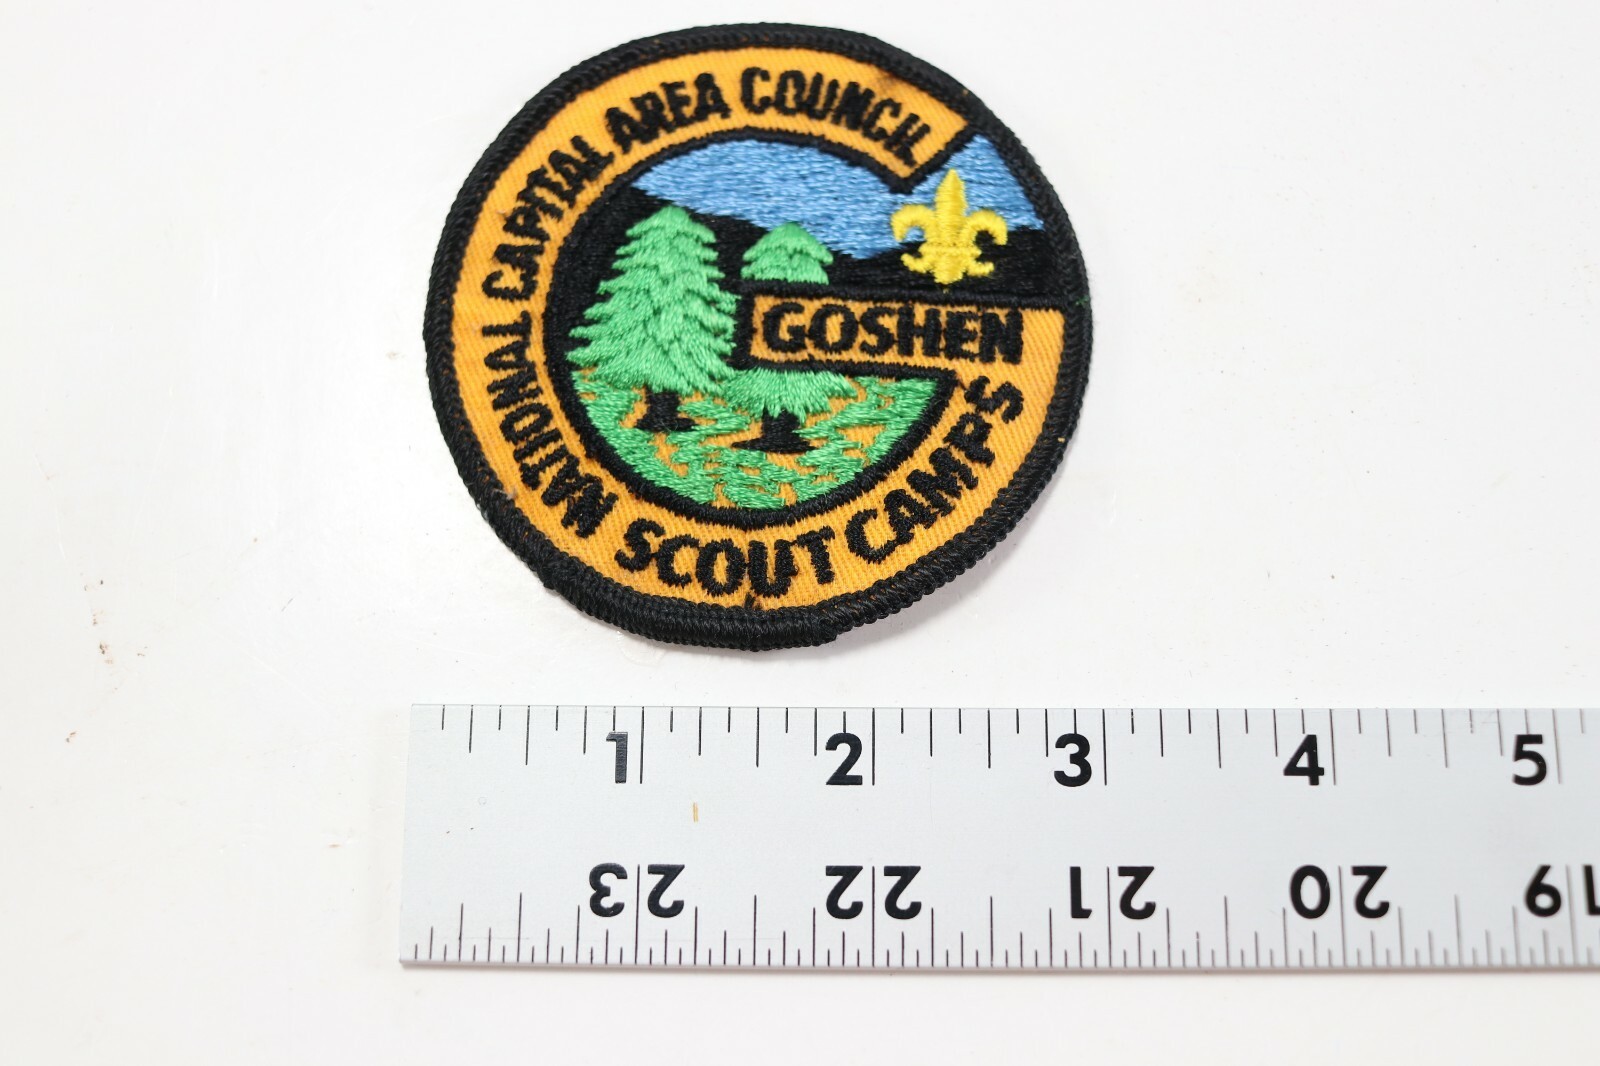 NATIONAL CAPITAL AREA COUNCIL
GOSHEN
SCOUT CAMPS
1 2 3 4 5
23 22 21 20 19